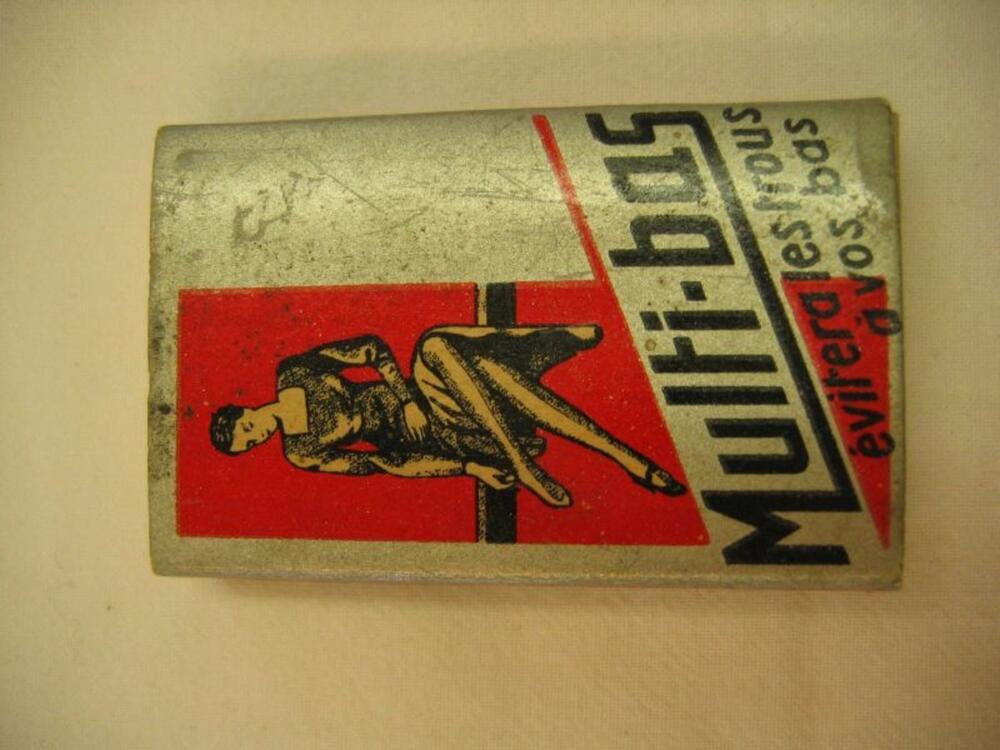 Multi-bas
évitera les trous
à vos bas